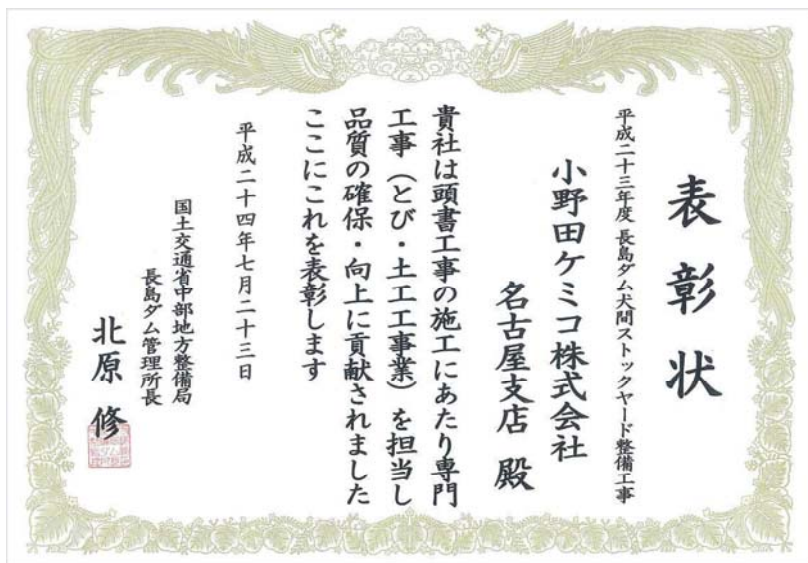 表彰状
平成二十三年度 長島ダム犬間ストックヤード整備工事
小野田ケミコ株式会社
名古屋支店 殿
貴社は頭書工事の施工にあたり専門
工事（とび・土工工事業）を担当し
品質の確保・向上に貢献されました
ここにこれを表彰します
平成二十四年七月二十三日
国土交通省中部地方整備局
長島ダム管理所長
北原 修